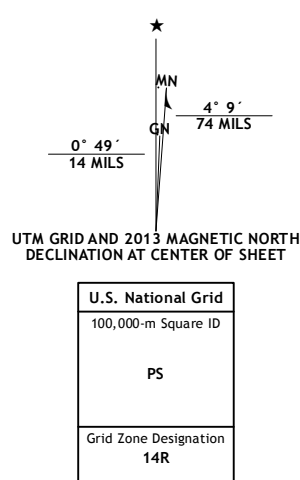 ★
MN
4° 9´
74 MILS
GN
0° 49´
14 MILS
UTM GRID AND 2013 MAGNETIC NORTH
DECLINATION AT CENTER OF SHEET
U.S. National Grid
100,000-m Square ID
PS
Grid Zone Designation
14R